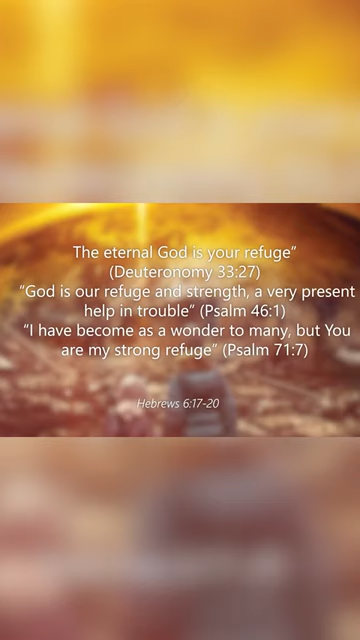 The eternal God is your refuge”
(Deuteronomy 33:27)
“God is our refuge and strength, a very present
help in trouble” (Psalm 46:1)
“I have become as a wonder to many, but You
are my strong refuge” (Psalm 71:7)
Hebrews 6:17-20